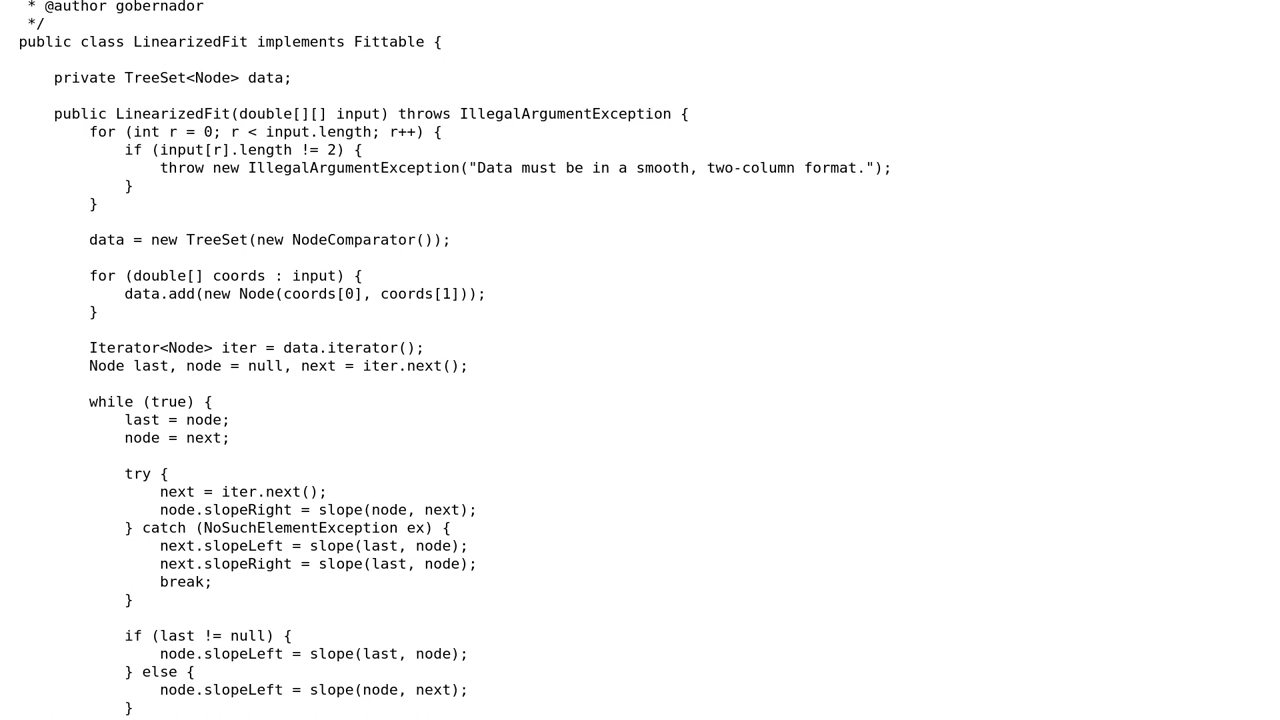 * @author gobernador
 */
public class LinearizedFit implements Fittable {

    private TreeSet<Node> data;

    public LinearizedFit(double[][] input) throws IllegalArgumentException {
        for (int r = 0; r < input.length; r++) {
            if (input[r].length != 2) {
                throw new IllegalArgumentException("Data must be in a smooth, two-column format.");
            }
        }

        data = new TreeSet(new NodeComparator());

        for (double[] coords : input) {
            data.add(new Node(coords[0], coords[1]));
        }

        Iterator<Node> iter = data.iterator();
        Node last, node = null, next = iter.next();

        while (true) {
            last = node;
            node = next;

            try {
                next = iter.next();
                node.slopeRight = slope(node, next);
            } catch (NoSuchElementException ex) {
                next.slopeLeft = slope(last, node);
                next.slopeRight = slope(last, node);
                break;
            }

            if (last != null) {
                node.slopeLeft = slope(last, node);
            } else {
                node.slopeLeft = slope(node, next);
            }